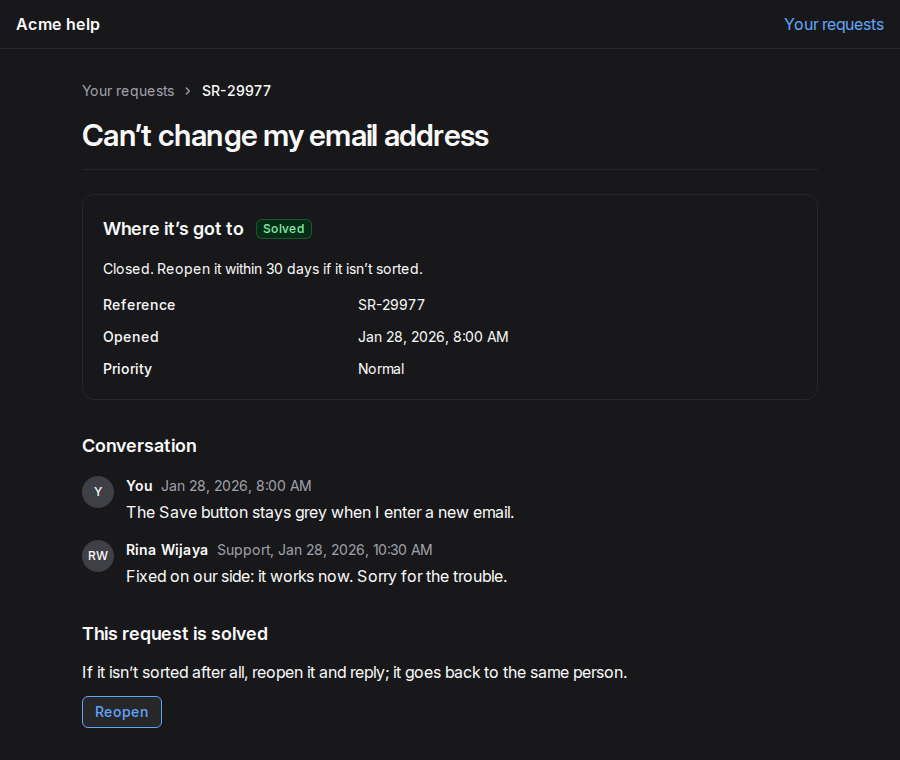 Acme help
Your requests
Your requests › SR-29977
Can’t change my email address
Where it’s got to Solved
Closed. Reopen it within 30 days if it isn’t sorted.
Reference SR-29977
Opened Jan 28, 2026, 8:00 AM
Priority Normal
Conversation
Y
You Jan 28, 2026, 8:00 AM
The Save button stays grey when I enter a new email.
RW
Rina Wijaya Support, Jan 28, 2026, 10:30 AM
Fixed on our side: it works now. Sorry for the trouble.
This request is solved
If it isn’t sorted after all, reopen it and reply; it goes back to the same person.
Reopen